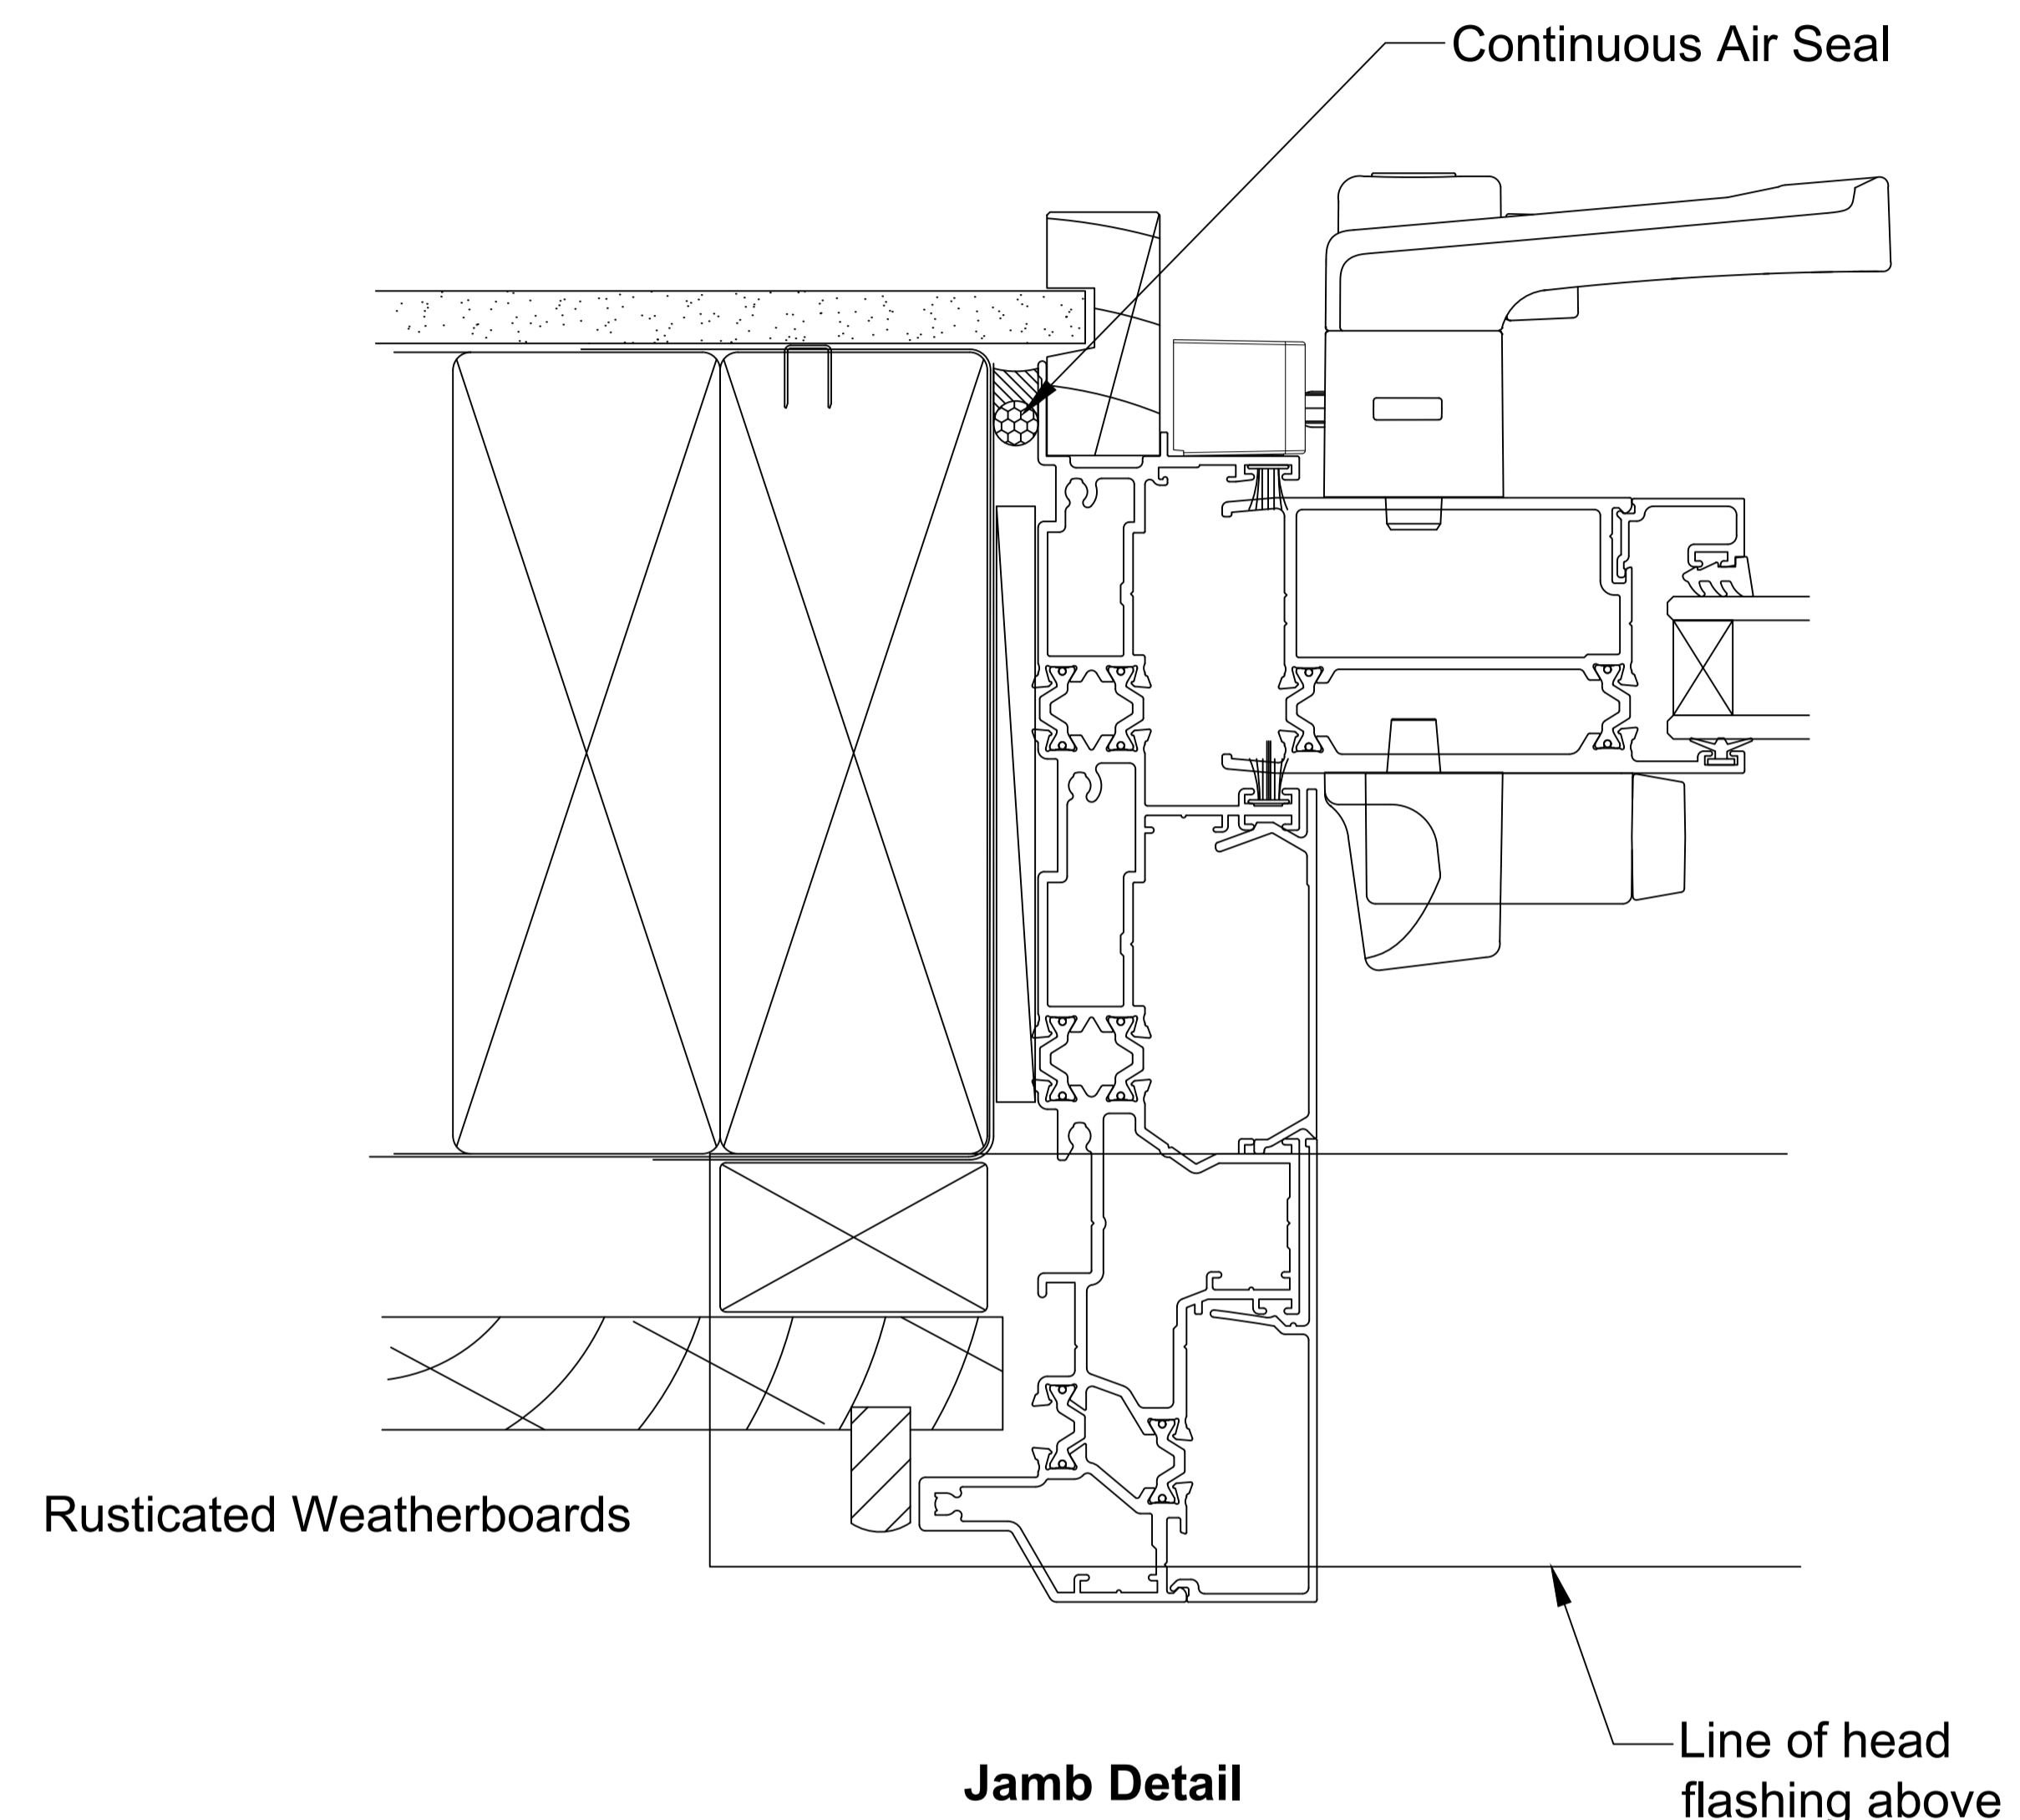 Continuous Air Seal
Rusticated Weatherboards
Line of head
flashing above
Jamb Detail